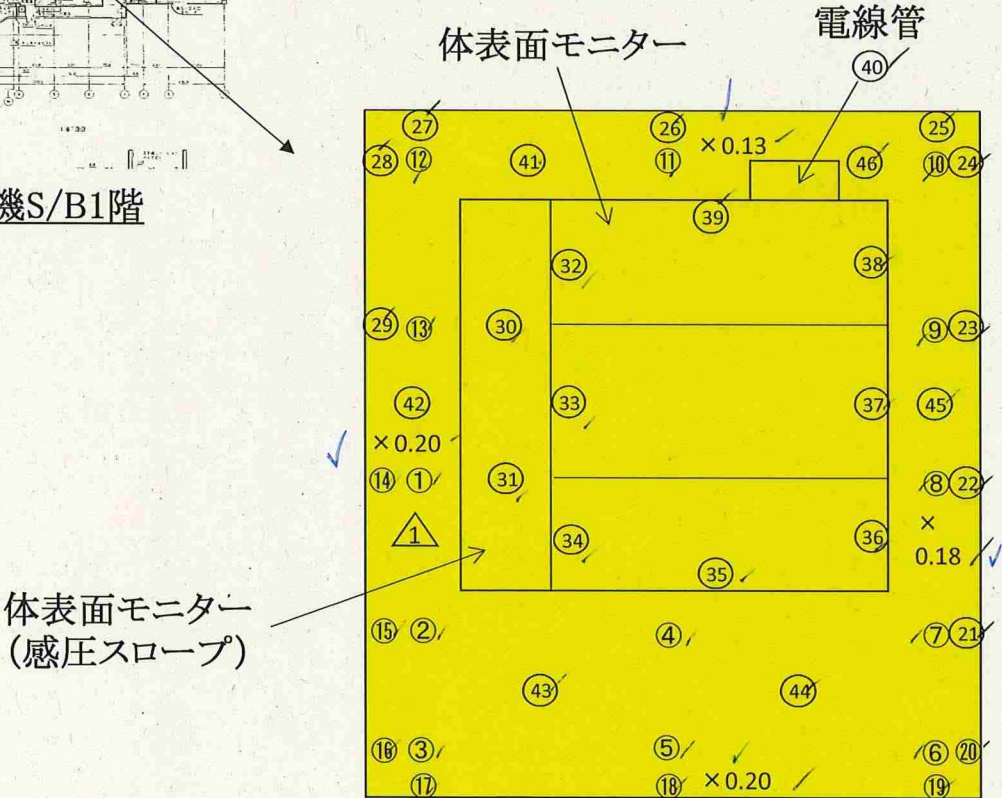 電線管
体表面モニター
㊵
㉗ ㉖ ㉕
×0.13
㉘ ⑫ ㊶ ⑪ ㊻ ⑩ ㉔
機S/B1階
㊴
㉜ ㊳
㉙ ⑬ ㉚ ⑨ ㉓
㊷ ㉝ ㊲ ㊺
×0.20
⑭ ① ㉛ ⑧ ㉒
1
×
0.18
㉞ ㊱
㉟
体表面モニター
(感圧スロープ)
⑮ ② ④ ⑦ ㉑
㊸ ㊹
⑯ ③ ⑤ ⑥ ⑳
⑰ ⑱ ×0.20 ⑲